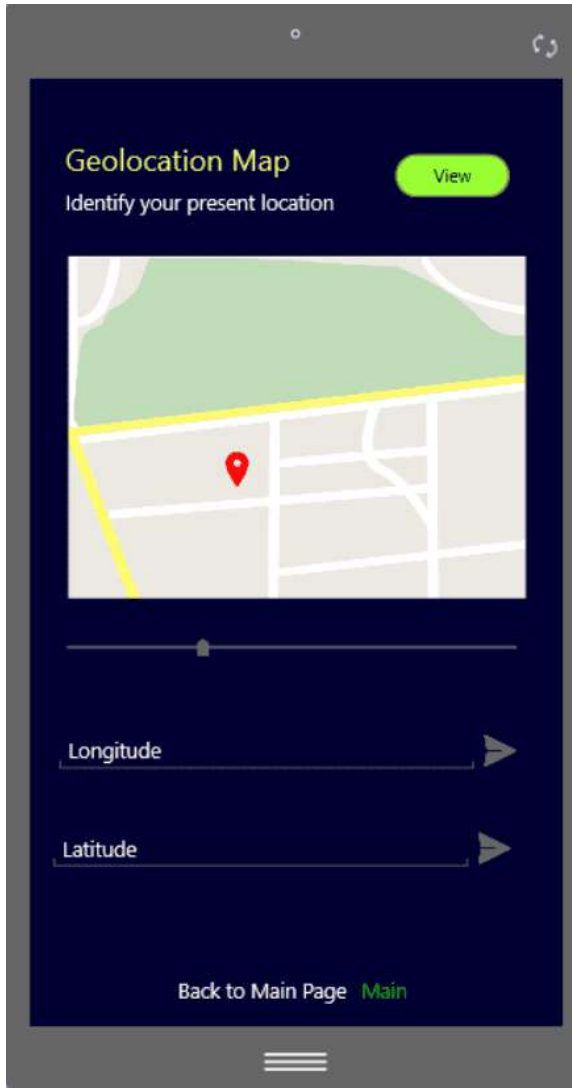 Geolocation Map
View
Identify your present location
Longitude
Latitude
Back to Main Page Main